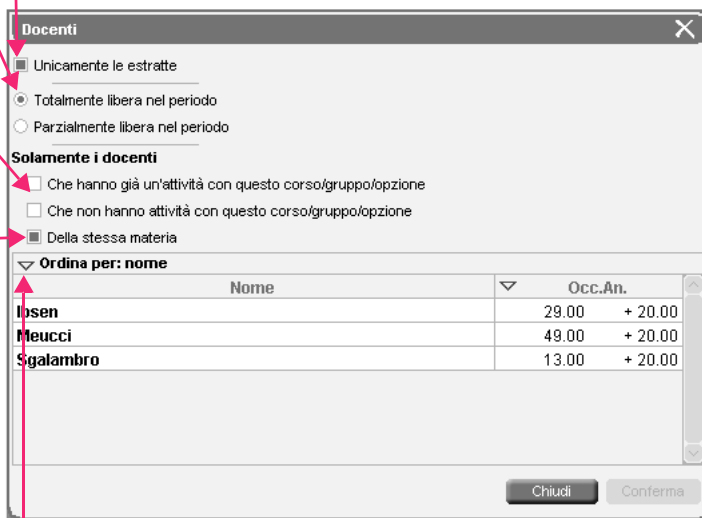 Docenti
Unicamente le estratte
Totalmente libera nel periodo
Parzialmente libera nel periodo
Solamente i docenti
Che hanno già un'attività con questo corso/gruppo/opzione
Che non hanno attività con questo corso/gruppo/opzione
Della stessa materia
Ordina per: nome
Nome Occ.An.
Ibsen 29.00 + 20.00
Meucci 49.00 + 20.00
Sgalambro 13.00 + 20.00
Chiudi Conferma